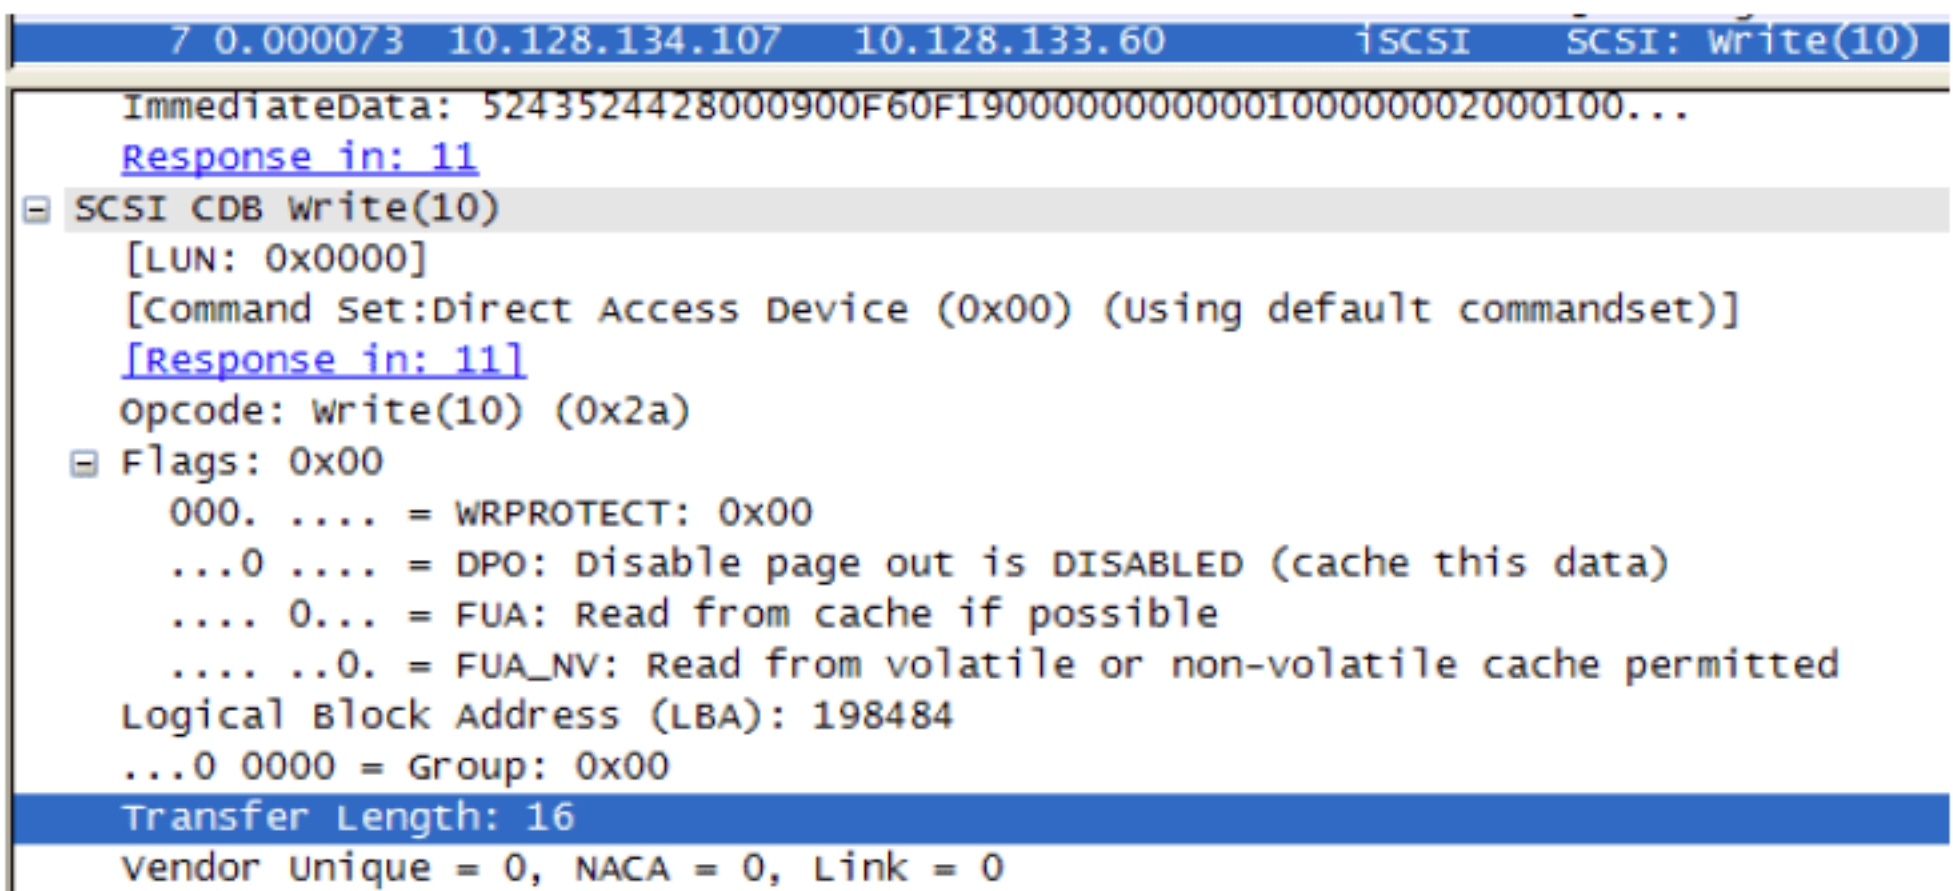 7 0.000073 10.128.134.107 10.128.133.60 iSCSI SCSI: Write(10)
ImmediateData: 5243524428000900F60F19000000000000100000002000100...
Response in: 11
SCSI CDB Write(10)
[LUN: 0x0000]
[Command Set:Direct Access Device (0x00) (Using default commandset)]
[Response in: 11]
Opcode: Write(10) (0x2a)
Flags: 0x00
000. .... = WRPROTECT: 0x00
...0 .... = DPO: Disable page out is DISABLED (cache this data)
.... 0... = FUA: Read from cache if possible
.... ..0. = FUA_NV: Read from volatile or non-volatile cache permitted
Logical Block Address (LBA): 198484
...0 0000 = Group: 0x00
Transfer Length: 16
Vendor Unique = 0, NACA = 0, Link = 0